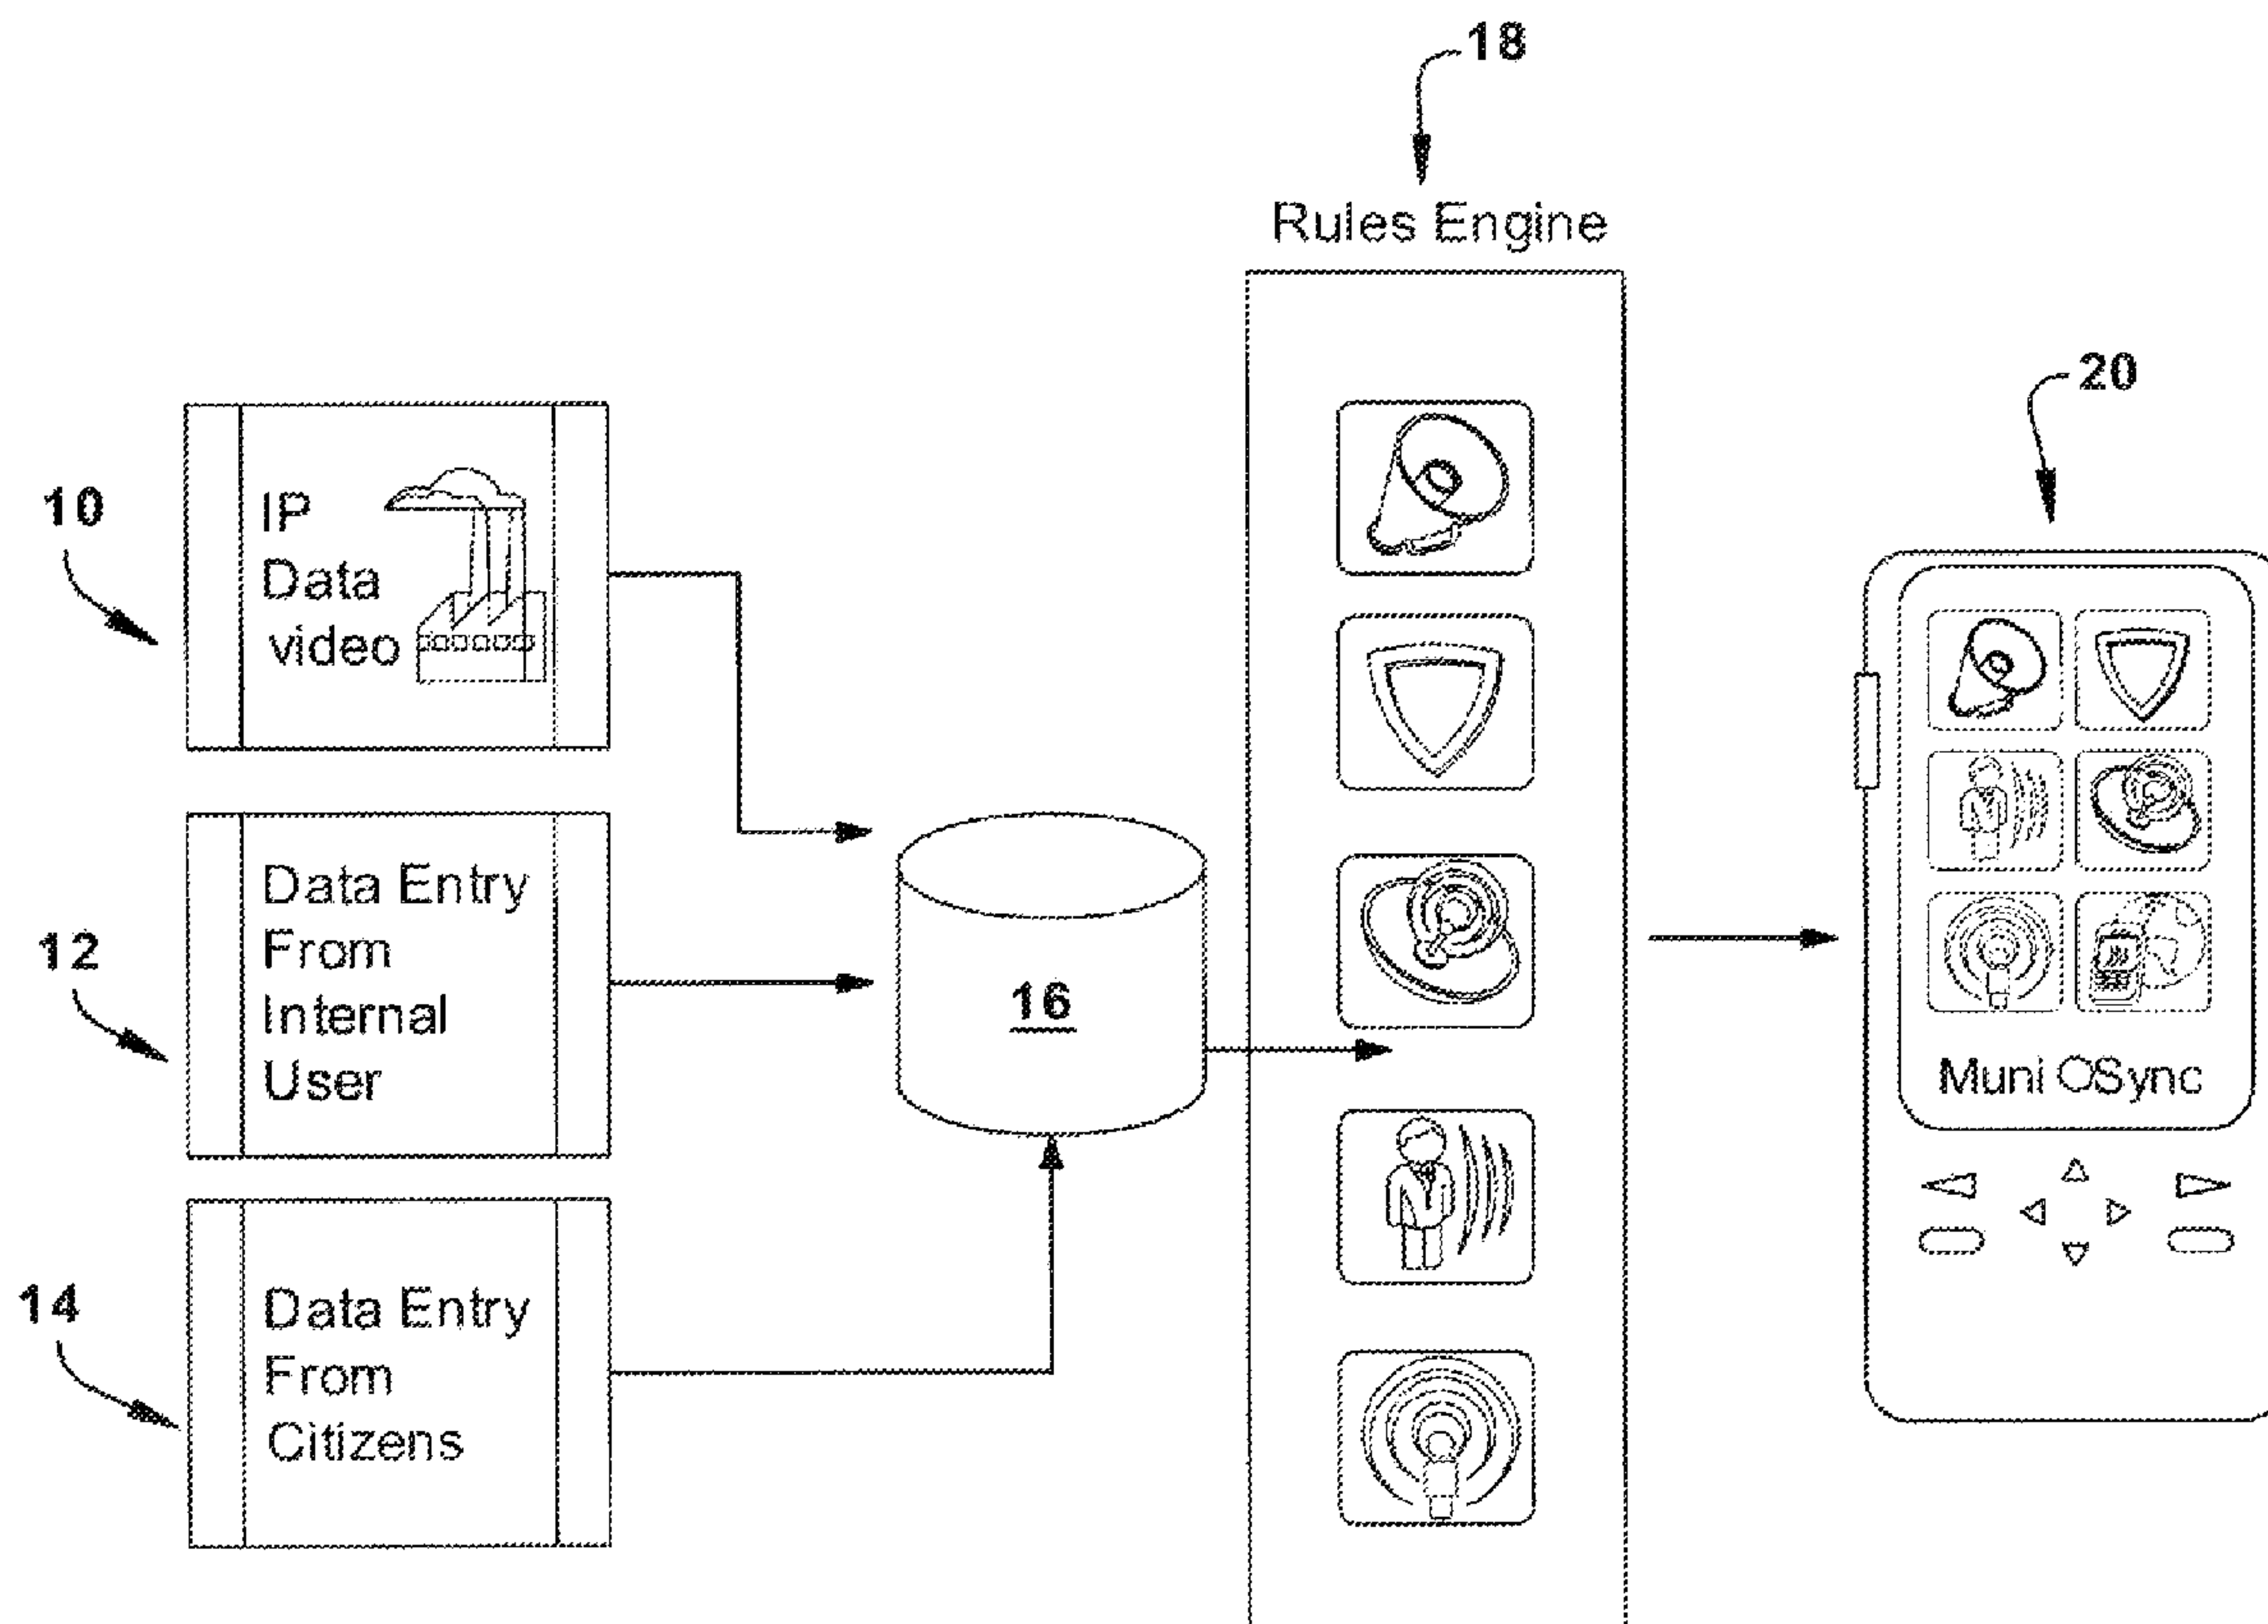 18
Rules Engine
20
10
IP
Data
video
12
Data Entry
From
Internal
User
16
14
Data Entry
From
Citizens
Muni OSync